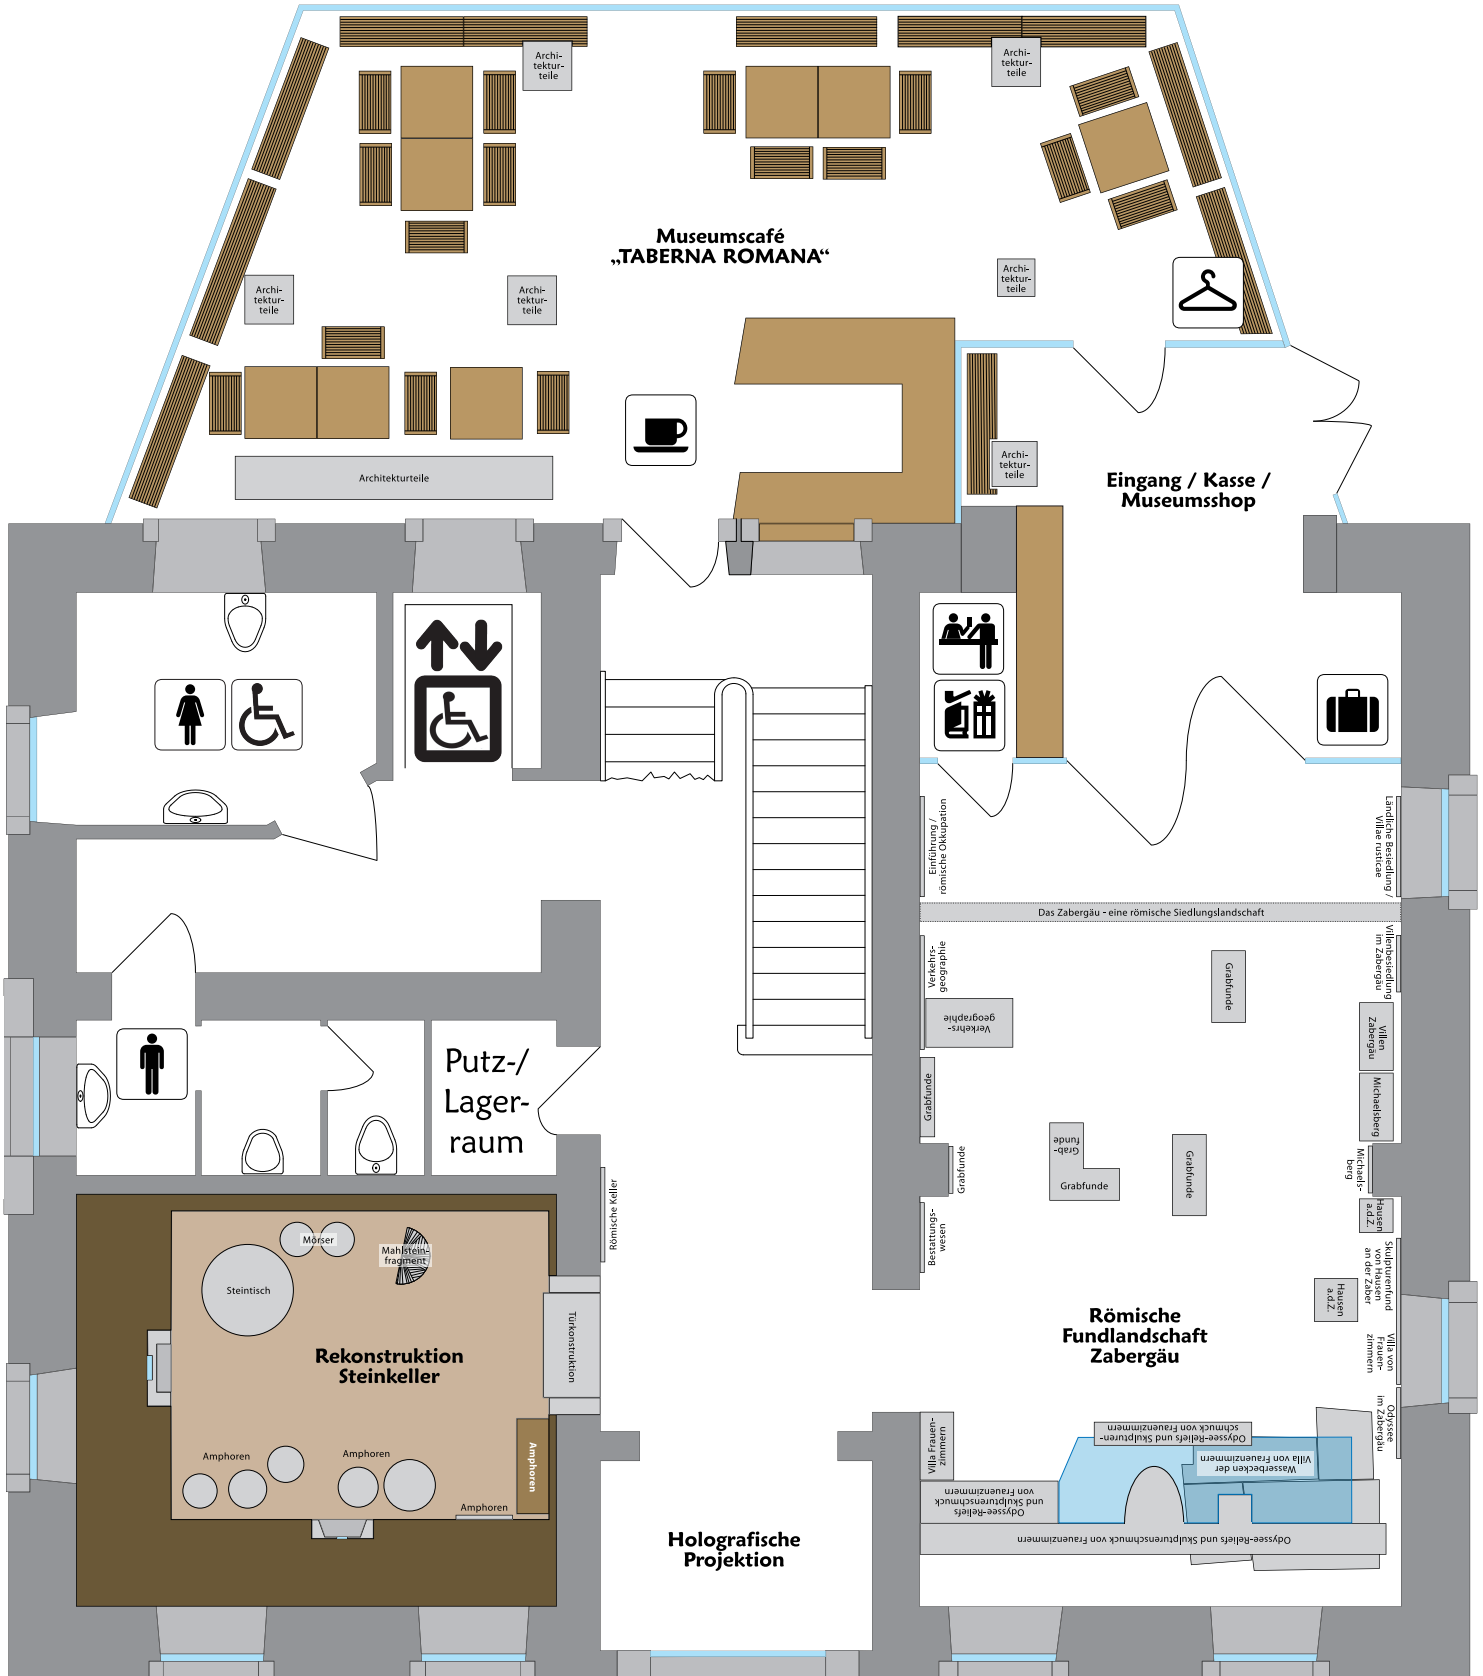 Archi-
tektur-
teile
Archi-
tektur-
teile
Museumscafé
„TABERNA ROMANA“
Archi-
tektur-
teile
Archi-
tektur-
teile
Archi-
tektur-
teile
Architekturteile
Archi-
tektur-
teile
Eingang / Kasse /
Museumsshop
Einführung /
römische Okkupation
Ländliche Besiedlung /
Villae rusticae
Das Zabergäu - eine römische Siedlungslandschaft
Verkehrs-
geographie
Villenbesiedlung
im Zabergäu
Grabfunde
Verkehrs-
geographie
Villen
Zabergäu
Putz-/
Lager-
raum
Grabfunde
Michaelsberg
Grab-
funde
Grabfunde
Grabfunde
Grabfunde
Michaels-
berg
Römische Keller
Bestattungs-
wesen
Hausen
a.d.Z.
Mörser
Mahlstein-
fragment
Steintisch
Türkonstruktion
Skulpturenfund
von Hausen
an der Zaber
Hausen
a.d.Z.
Rekonstruktion
Steinkeller
Römische
Fundlandschaft
Zabergäu
Villa von
Frauen-
zimmern
Odyssee
im Zabergäu
Amphoren
Amphoren
Amphoren
Amphoren
Villa Frauen-
zimmern
Odyssee-Reliefs und Skulpturen-
schmuck von Frauenzimmern
Wasserbecken der
Villa von Frauenzimmern
Odyssee-Reliefs
und Skulpturenschmuck
von Frauenzimmern
Odyssee-Reliefs und Skulpturenschmuck von Frauenzimmern
Holografische
Projektion